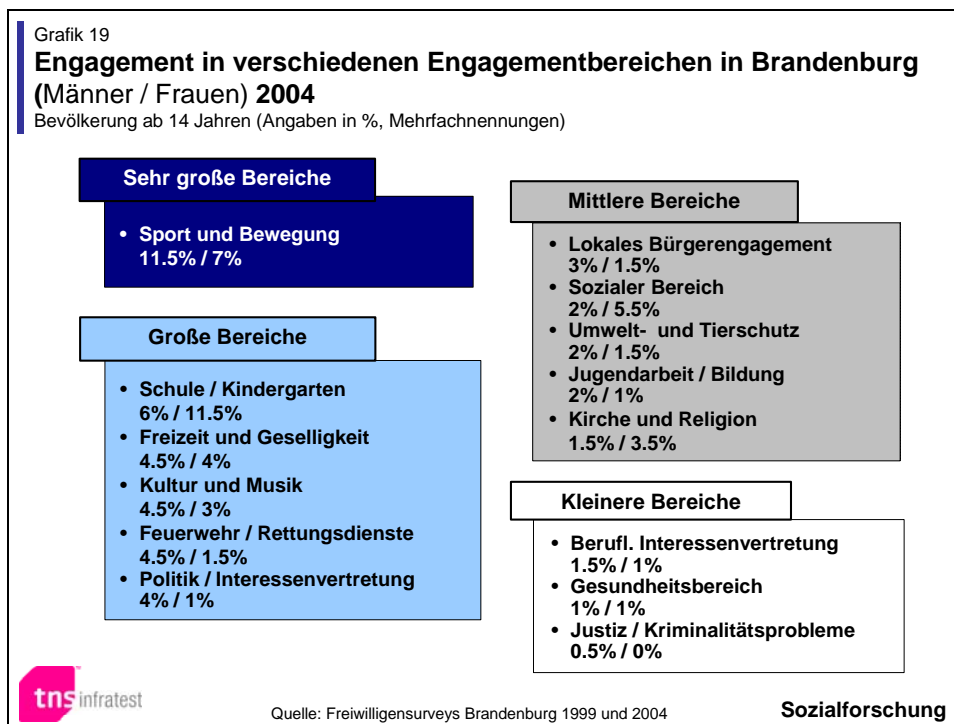 Grafik 19
Engagement in verschiedenen Engagementbereichen in Brandenburg
(Männer / Frauen) 2004
Bevölkerung ab 14 Jahren (Angaben in %, Mehrfachnennungen)
Sehr große Bereiche
• Sport und Bewegung
11.5% / 7%
Große Bereiche
• Schule / Kindergarten
6% / 11.5%
• Freizeit und Geselligkeit
4.5% / 4%
• Kultur und Musik
4.5% / 3%
• Feuerwehr / Rettungsdienste
4.5% / 1.5%
• Politik / Interessenvertretung
4% / 1%
Mittlere Bereiche
• Lokales Bürgerengagement
3% / 1.5%
• Sozialer Bereich
2% / 5.5%
• Umwelt- und Tierschutz
2% / 1.5%
• Jugendarbeit / Bildung
2% / 1%
• Kirche und Religion
1.5% / 3.5%
Kleinere Bereiche
• Berufl. Interessenvertretung
1.5% / 1%
• Gesundheitsbereich
1% / 1%
• Justiz / Kriminalitätsprobleme
0.5% / 0%
tns infratest
Quelle: Freiwilligensurveys Brandenburg 1999 und 2004
Sozialforschung